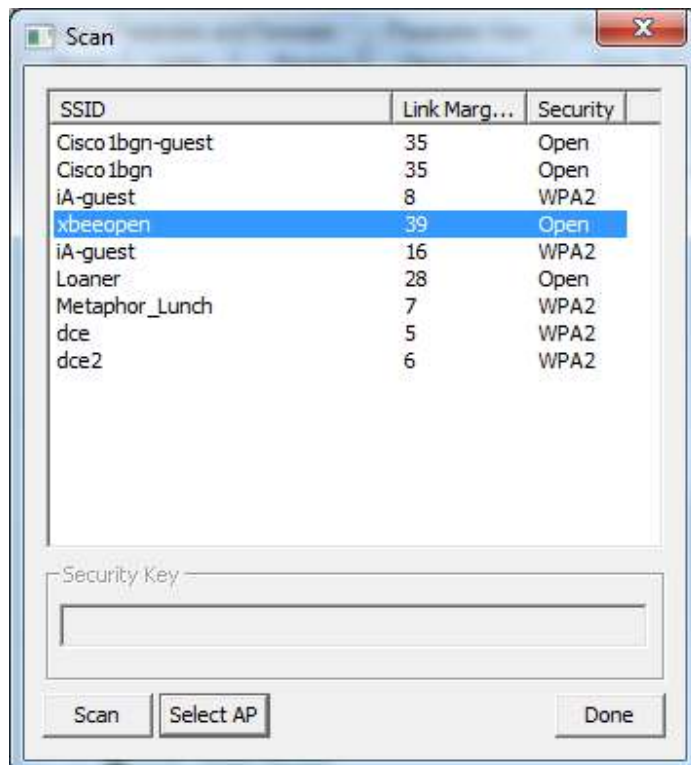 Scan
SSID Link Marg... Security
Cisco1bgn-guest 35 Open
Cisco1bgn 35 Open
iA-guest 8 WPA2
xbeeopen 39 Open
iA-guest 16 WPA2
Loaner 28 Open
Metaphor_Lunch 7 WPA2
dce 5 WPA2
dce2 6 WPA2
Security Key
Scan Select AP Done